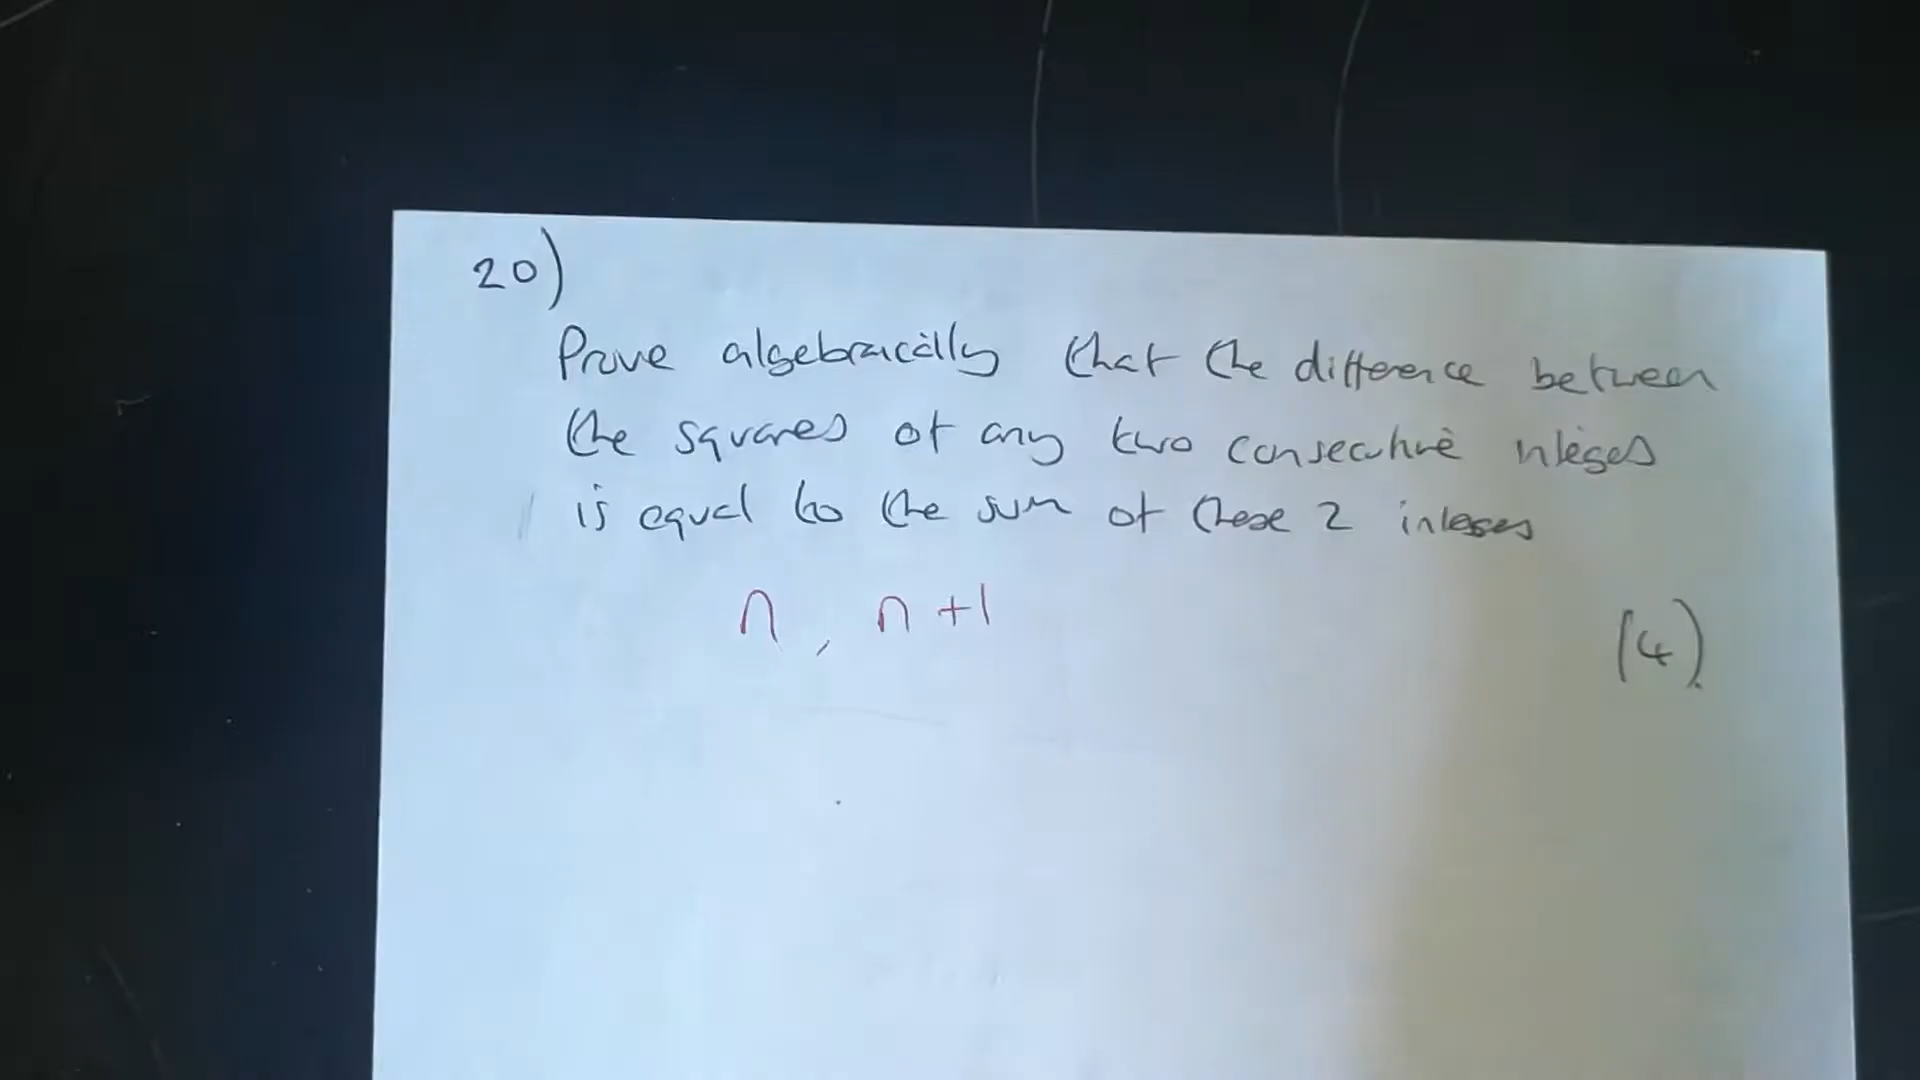 20)
Prove algebraically that the difference between
the squares of any two consecutive integers
is equal to the sum of these 2 integers
n, n+1
(4)